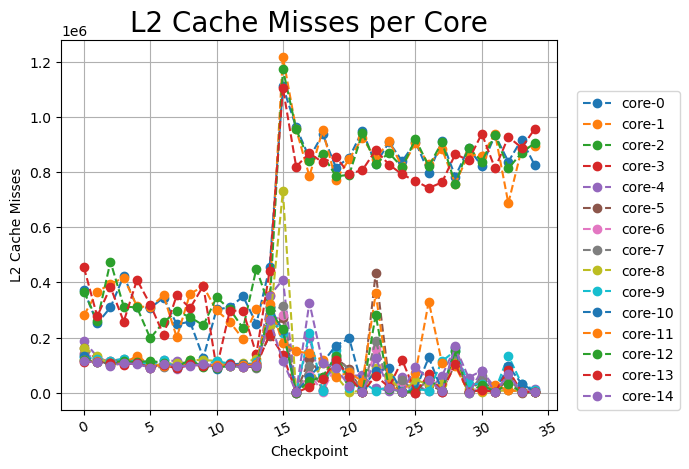 L2 Cache Misses per Core
1e6
1.2
1.0
0.8
0.6
0.4
0.2
0.0
L2 Cache Misses
0 5 10 15 20 25 30 35
Checkpoint
core-0
core-1
core-2
core-3
core-4
core-5
core-6
core-7
core-8
core-9
core-10
core-11
core-12
core-13
core-14